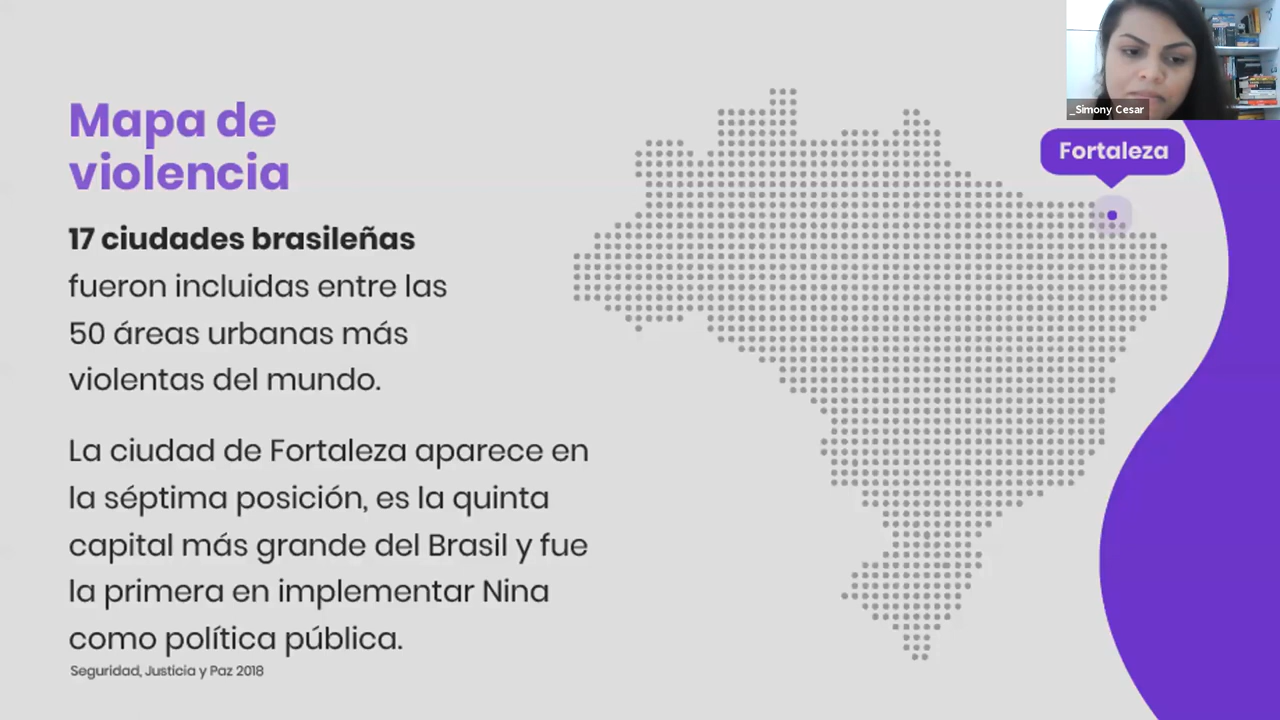 Mapa de
violencia
17 ciudades brasileñas
fueron incluidas entre las
50 áreas urbanas más
violentas del mundo.
La ciudad de Fortaleza aparece en
la séptima posición, es la quinta
capital más grande del Brasil y fue
la primera en implementar Nina
como política pública.
Seguridad, Justicia y Paz 2018
_Simony Cesar
Fortaleza